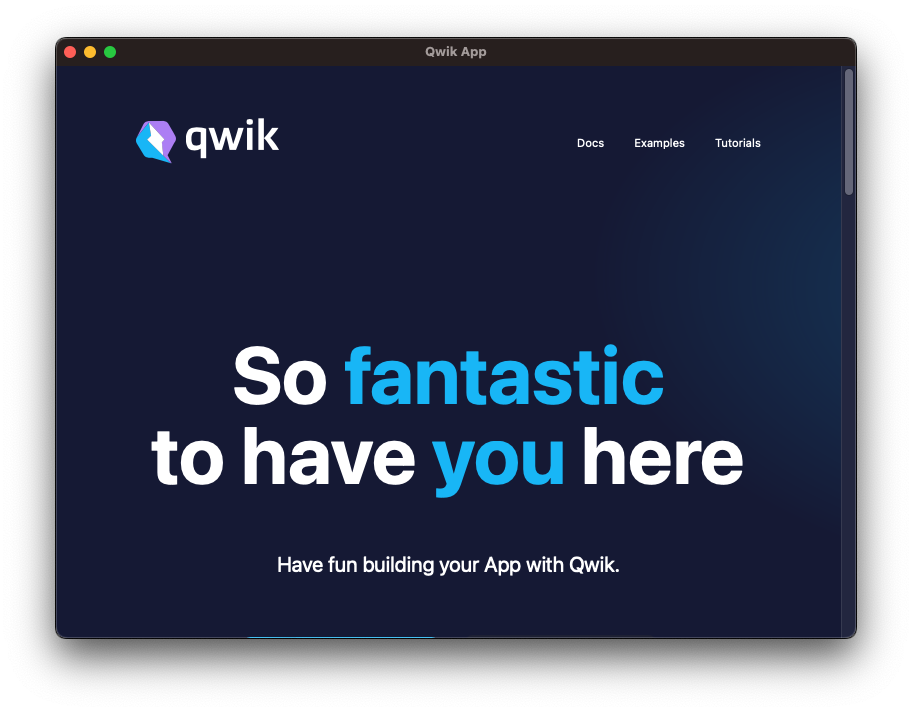 Qwik App
qwik
Docs Examples Tutorials
So fantastic
to have you here
Have fun building your App with Qwik.